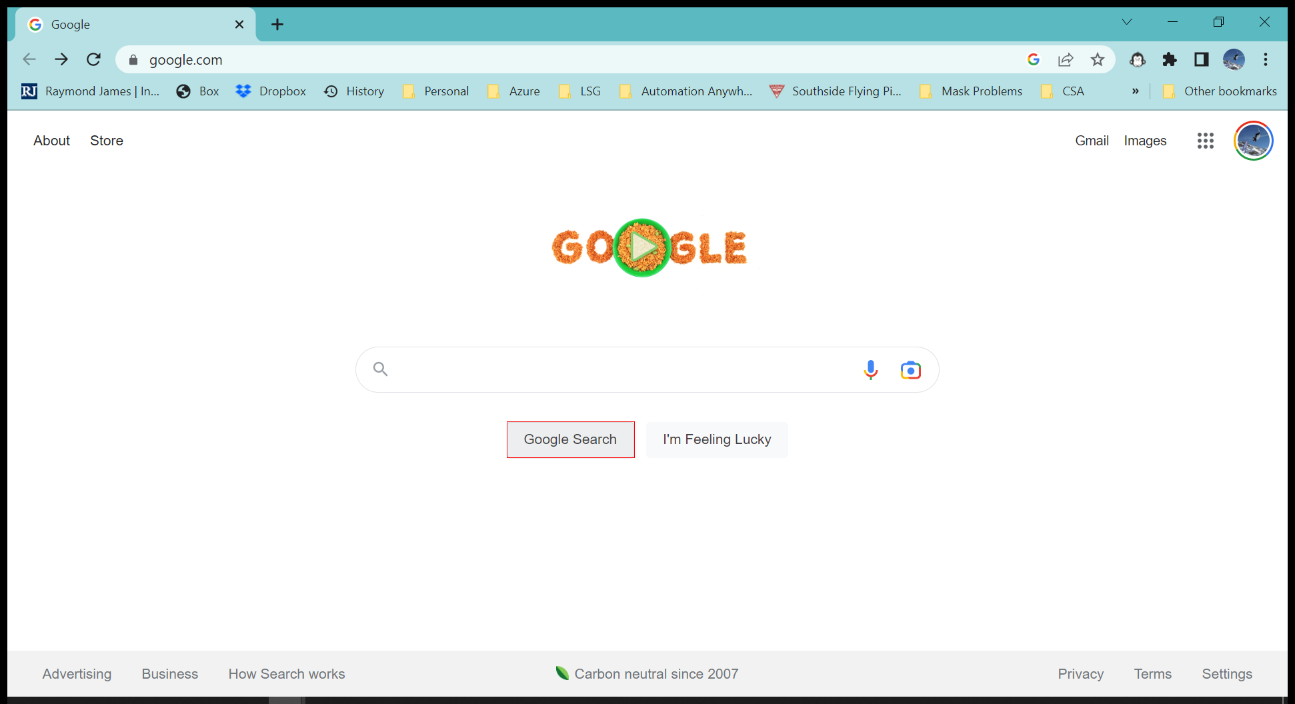 Google
google.com
RJ Raymond James | In... Box Dropbox History Personal Azure LSG Automation Anywh... Southside Flying Pi... Mask Problems CSA » Other bookmarks
About Store Gmail Images
GOOGLE
Google Search I'm Feeling Lucky
Advertising Business How Search works Carbon neutral since 2007 Privacy Terms Settings